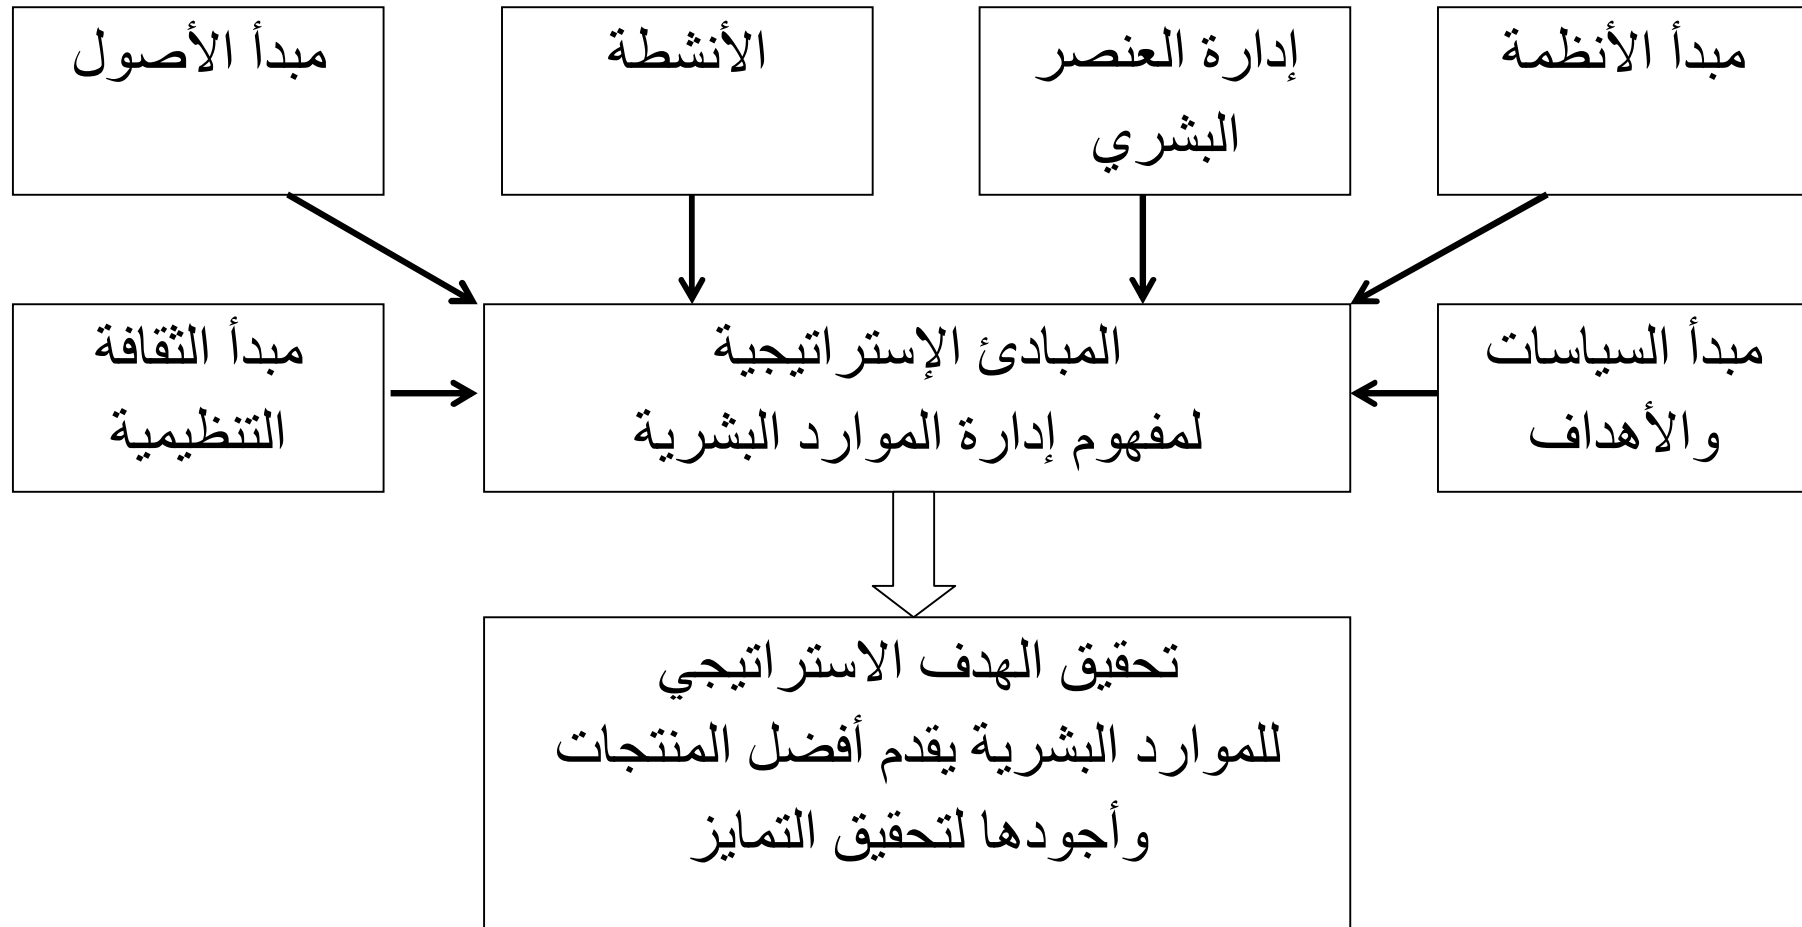 مبدأ الأنظمة
إدارة العنصر
البشري
الأنشطة
مبدأ الأصول
مبدأ السياسات
والأهداف
المبادئ الإستراتيجية
لمفهوم إدارة الموارد البشرية
مبدأ الثقافة
التنظيمية
تحقيق الهدف الاستراتيجي
للموارد البشرية يقدم أفضل المنتجات
وأجودها لتحقيق التمايز